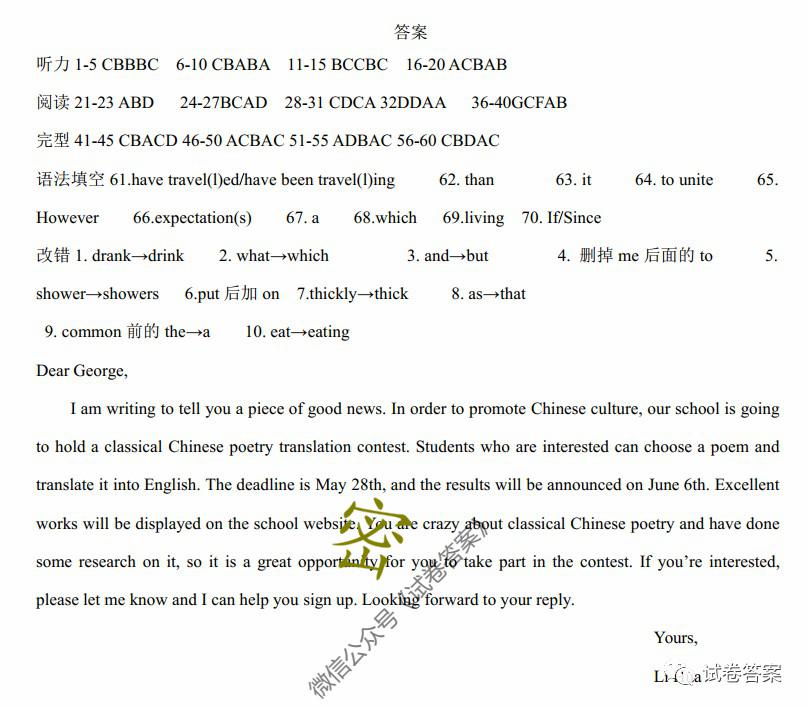 答案
听力 1-5 CBBBC 6-10 CBABA 11-15 BCCBC 16-20 ACBAB
阅读 21-23 ABD 24-27BCAD 28-31 CDCA 32DDAA 36-40GCFAB
完型 41-45 CBACD 46-50 ACBAC 51-55 ADBAC 56-60 CBDAC
语法填空 61.have travel(l)ed/have been travel(l)ing 62. than 63. it 64. to unite 65.
However 66.expectation(s) 67. a 68.which 69.living 70. If/Since
改错 1. drank→drink 2. what→which 3. and→but 4. 删掉 me 后面的 to 5.
shower→showers 6.put 后加 on 7.thickly→thick 8. as→that
9. common 前的 the→a 10. eat→eating
Dear George,
I am writing to tell you a piece of good news. In order to promote Chinese culture, our school is going
to hold a classical Chinese poetry translation contest. Students who are interested can choose a poem and
translate it into English. The deadline is May 28th, and the results will be announced on June 6th. Excellent
works will be displayed on the school website. You are crazy about classical Chinese poetry and have done
some research on it, so it is a great opportunity for you to take part in the contest. If you're interested,
please let me know and I can help you sign up. Looking forward to your reply.
Yours,
密
微信公众号《试卷答案》
试卷答案